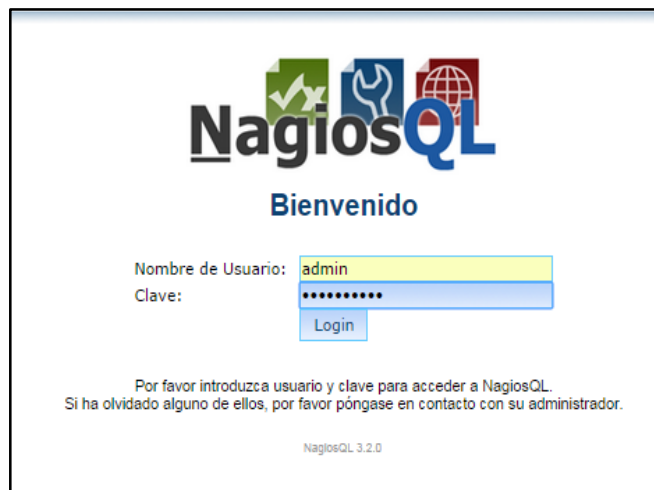 NagiosQL
Bienvenido
Nombre de Usuario: admin
Clave: ••••••••••
Login
Por favor introduzca usuario y clave para acceder a NagiosQL.
Si ha olvidado alguno de ellos, por favor póngase en contacto con su administrador.
NagiosQL 3.2.0